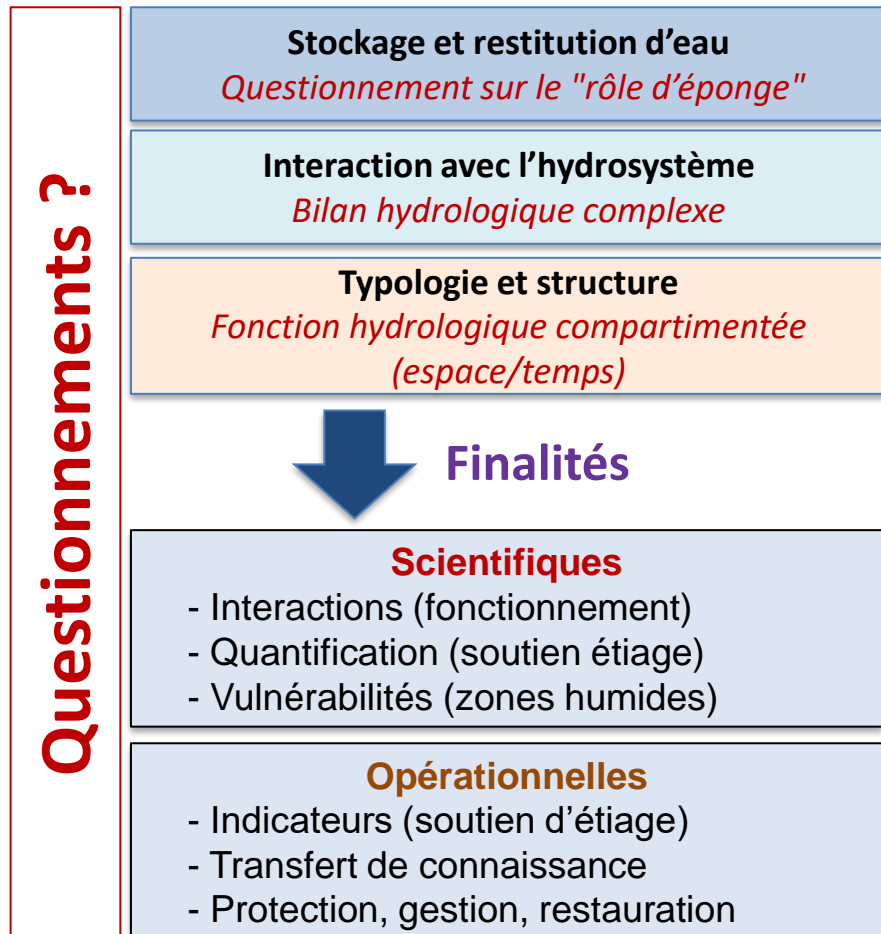 Questionnements ?
Stockage et restitution d’eau
Questionnement sur le "rôle d’éponge"
Interaction avec l’hydrosystème
Bilan hydrologique complexe
Typologie et structure
Fonction hydrologique compartimentée
(espace/temps)
Finalités
Scientifiques
- Interactions (fonctionnement)
- Quantification (soutien étiage)
- Vulnérabilités (zones humides)
Opérationnelles
- Indicateurs (soutien d’étiage)
- Transfert de connaissance
- Protection, gestion, restauration